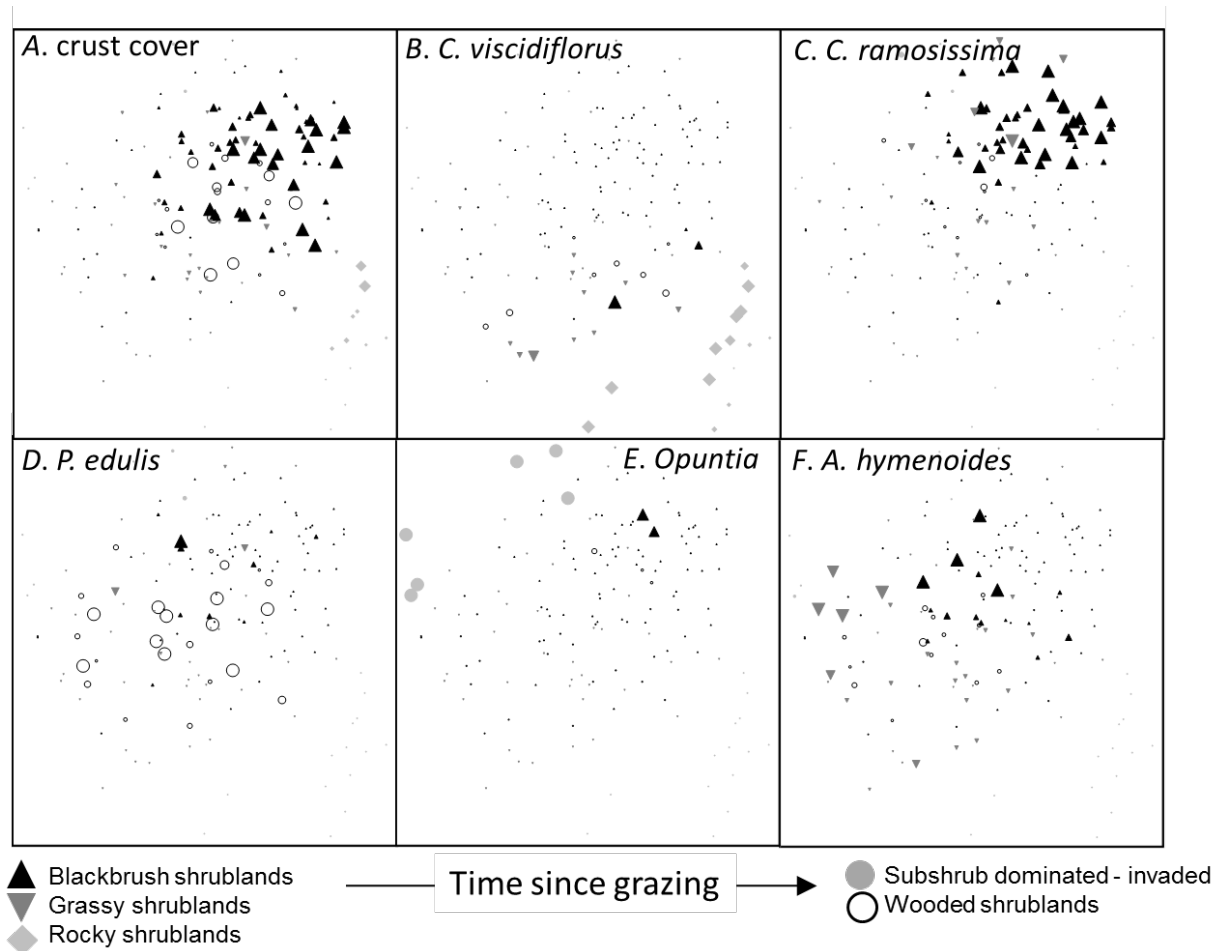 A. crust cover
B. C. viscidiflorus
C. C. ramosissima
D. P. edulis
E. Opuntia
F. A. hymenoides
Blackbrush shrublands
Grassy shrublands
Rocky shrublands
Time since grazing
Subshrub dominated - invaded
Wooded shrublands